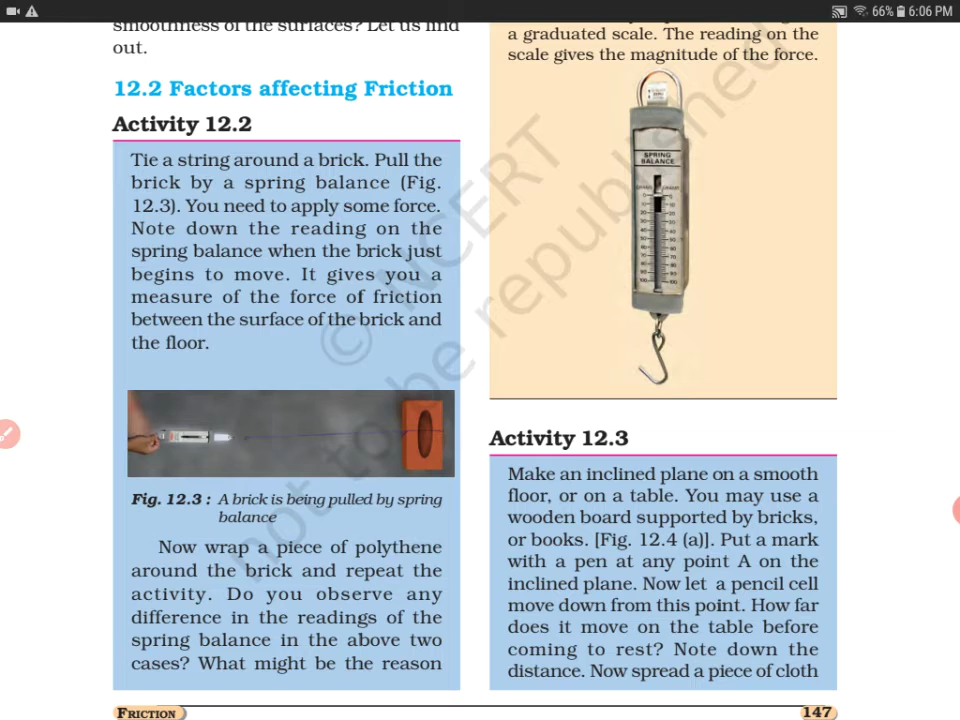 66% 6:06 PM
smoothness of the surfaces? Let us find
out.
12.2 Factors affecting Friction
Activity 12.2
Tie a string around a brick. Pull the
brick by a spring balance (Fig.
12.3). You need to apply some force.
Note down the reading on the
spring balance when the brick just
begins to move. It gives you a
measure of the force of friction
between the surface of the brick and
the floor.
Fig. 12.3 : A brick is being pulled by spring
balance
Now wrap a piece of polythene
around the brick and repeat the
activity. Do you observe any
difference in the readings of the
spring balance in the above two
cases? What might be the reason
a graduated scale. The reading on the
scale gives the magnitude of the force.
SPRING
BALANCE
Activity 12.3
Make an inclined plane on a smooth
floor, or on a table. You may use a
wooden board supported by bricks,
or books. [Fig. 12.4 (a)]. Put a mark
with a pen at any point A on the
inclined plane. Now let a pencil cell
move down from this point. How far
does it move on the table before
coming to rest? Note down the
distance. Now spread a piece of cloth
© NCERT
not to be republished
FRICTION
147